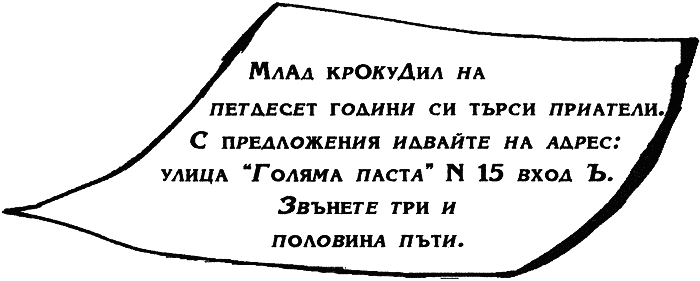 МлАд крОкуДил на
петдесет години си търси приатели.
С предложения идвайте на адрес:
улица “Голяма паста” N 15 вход Ъ.
Звънете три и
половина пъти.